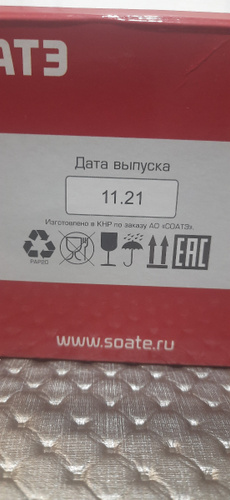 АТЭ
Дата выпуска
11.21
Изготовлено в КНР по заказу АО «СОАТЭ».
PAP20
EAC
www.soate.ru